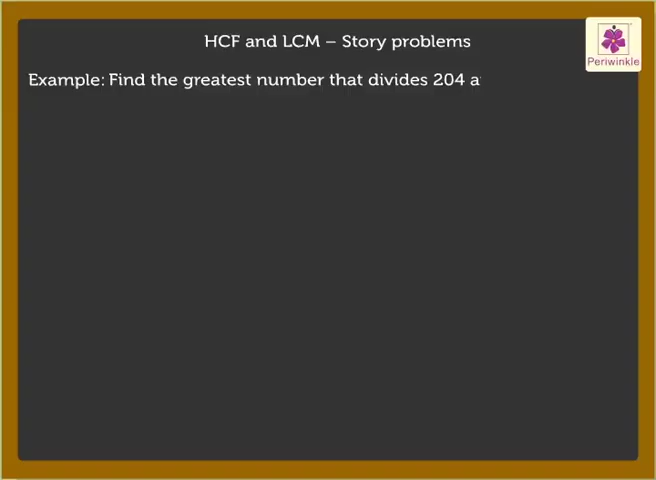 HCF and LCM – Story problems
Periwinkle
Example: Find the greatest number that divides 204 a